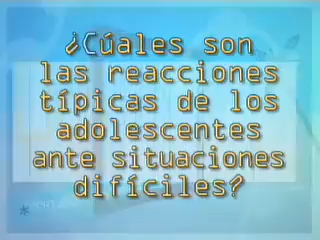 ¿Cúales son
las reacciones
típicas de los
adolescentes
ante situaciones
difíciles?